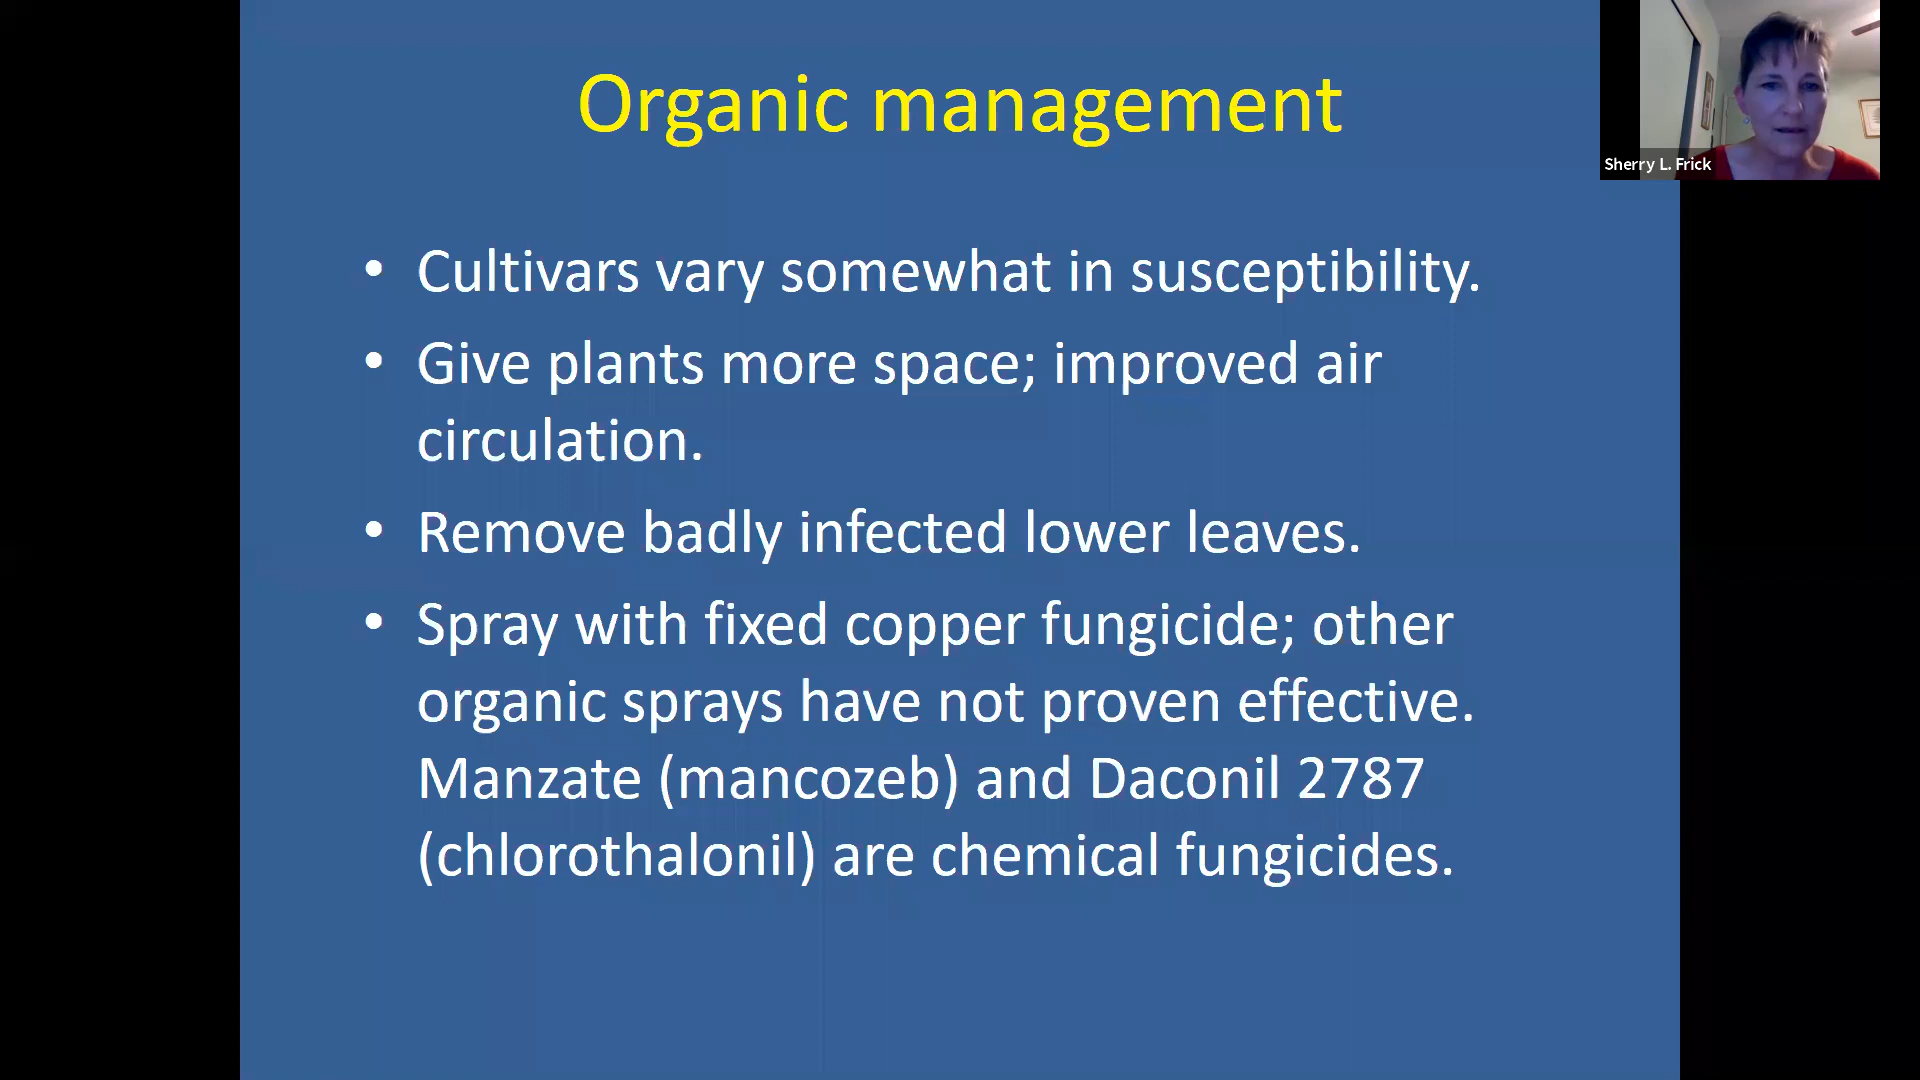 Organic management
Sherry L. Frick
• Cultivars vary somewhat in susceptibility.
• Give plants more space; improved air
circulation.
• Remove badly infected lower leaves.
• Spray with fixed copper fungicide; other
organic sprays have not proven effective.
Manzate (mancozeb) and Daconil 2787
(chlorothalonil) are chemical fungicides.